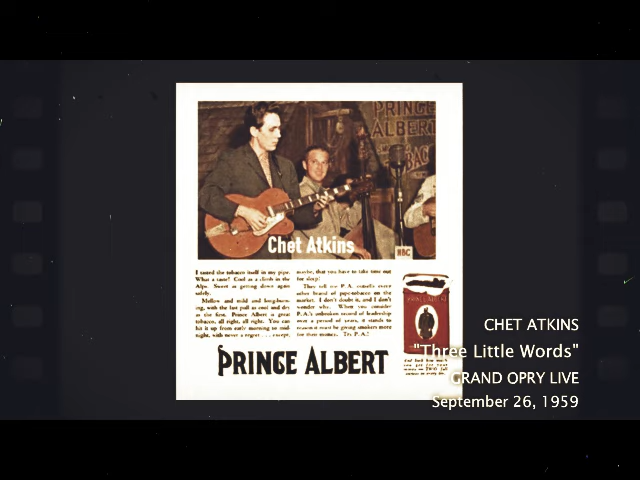 PRINCE
ALBERT
Chet Atkins
NBC
I tasted the tobacco itself in my pipe.
What a taste! Cool as a climb in the
Alps. Sweet as getting down again
safely.
Mellow and mild and long-burn-
ing, with the last pull as cool and dry
as the first. Prince Albert is great
tobacco, all right, all right. You can
hit it up from early morning to mid-
night, with never a regret . . . except,
maybe, that you have to take time out
for sleep!
They tell me P.A. outsells every
other brand of pipe-tobacco on the
market. I don't doubt it, and I don't
wonder why. When you consider
P.A.'s unbroken record of leadership
over a period of years, it stands to
reason it must be giving smokers more
for their money. Try P.A.!
PRINCE ALBERT
PRINCE ALBERT
CHET ATKINS
"Three Little Words"
GRAND OPRY LIVE
September 26, 1959